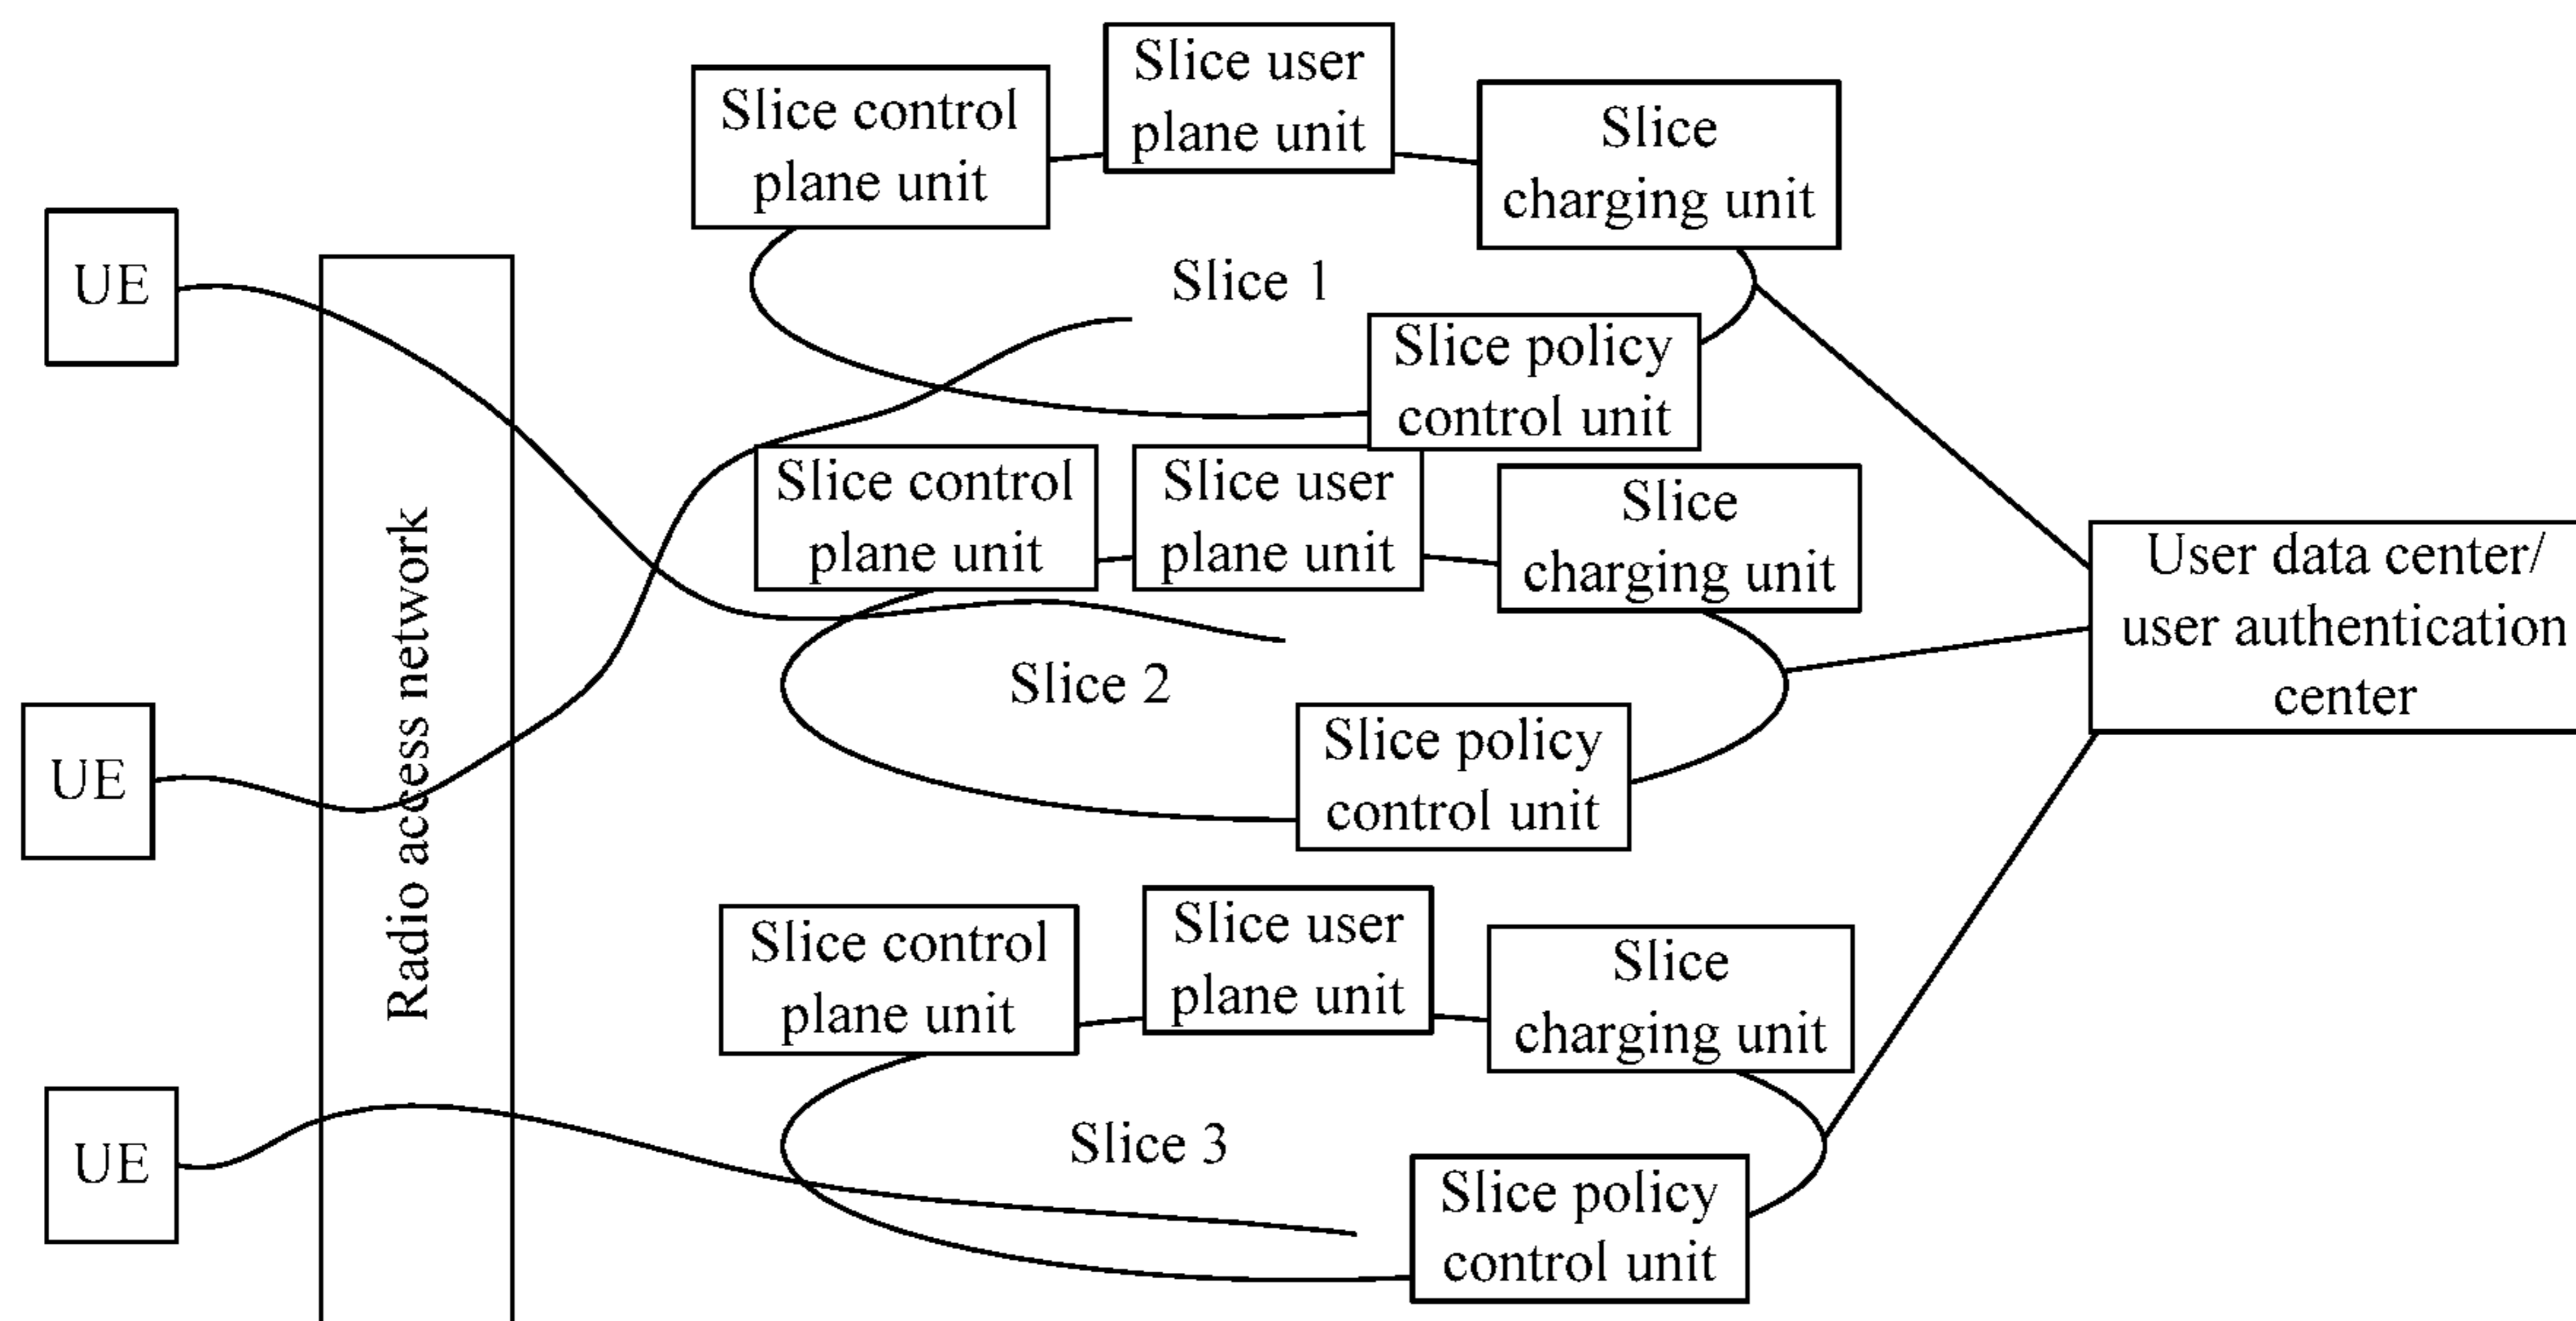 UE
UE
UE
Radio access network
Slice control
plane unit
Slice user
plane unit
Slice
charging unit
Slice 1
Slice policy
control unit
Slice control
plane unit
Slice user
plane unit
Slice
charging unit
Slice 2
Slice policy
control unit
Slice control
plane unit
Slice user
plane unit
Slice
charging unit
Slice 3
Slice policy
control unit
User data center/
user authentication
center